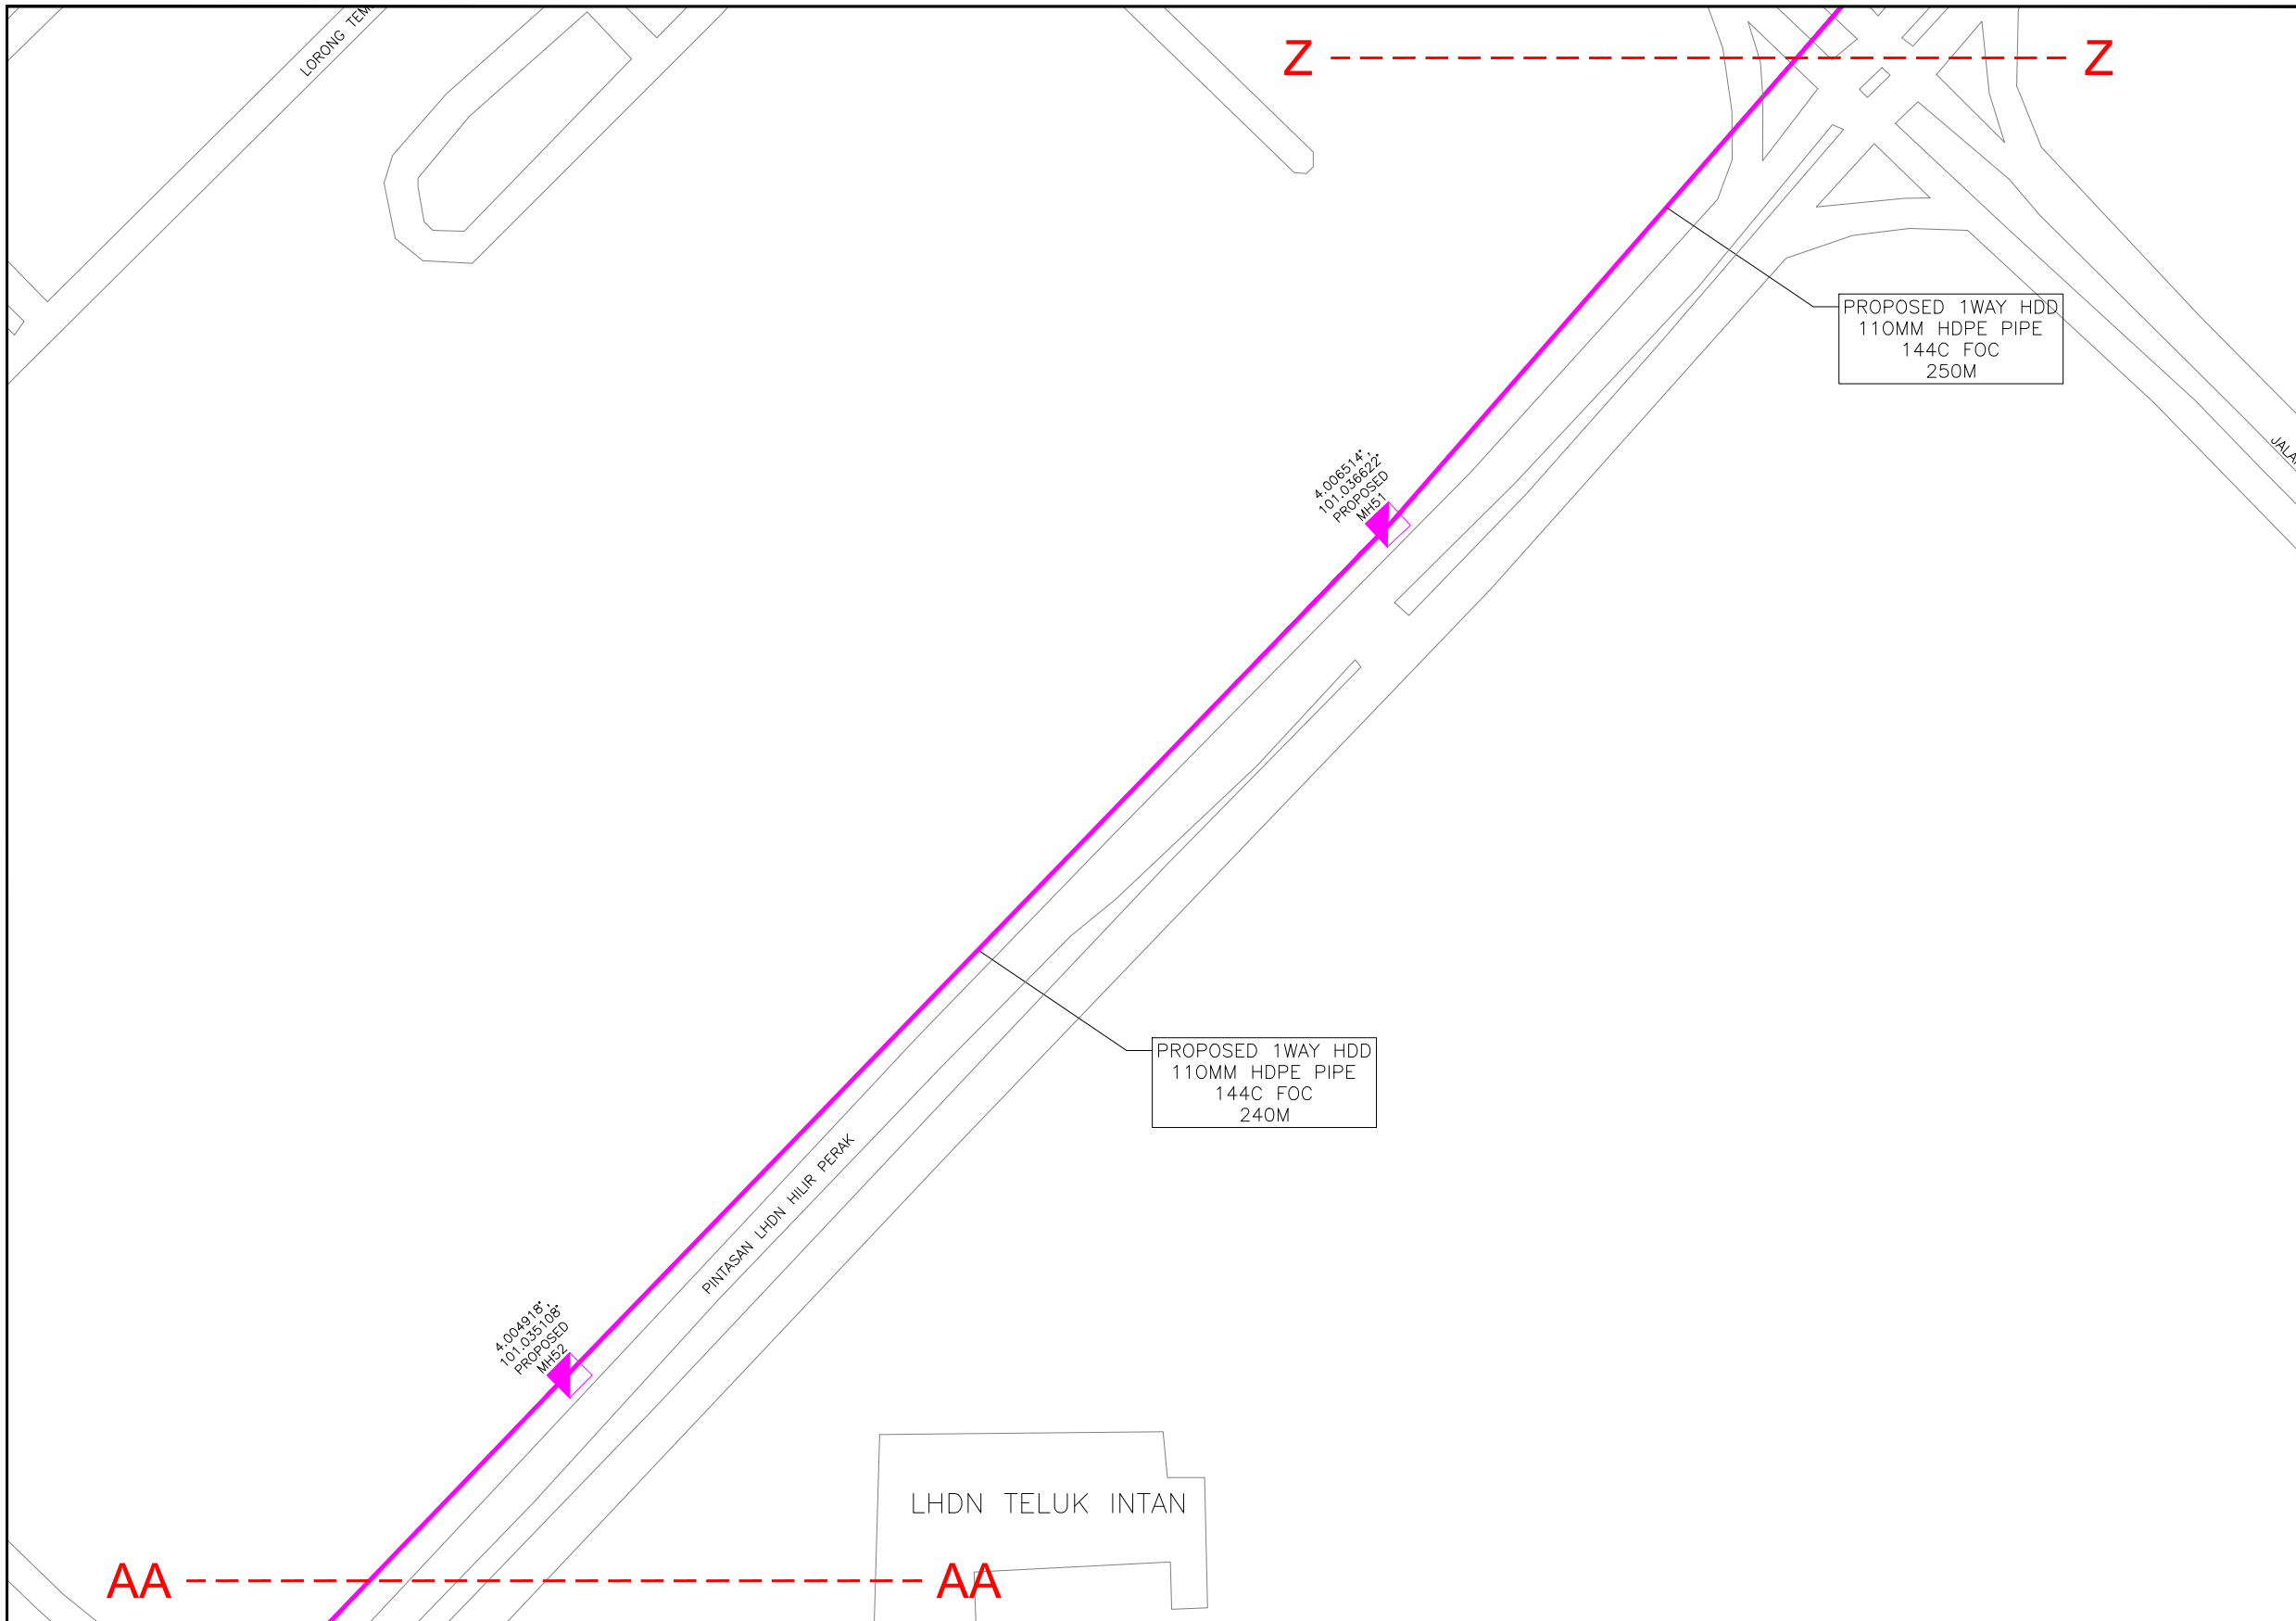 LORONG
Z
Z
PROPOSED 1WAY HDD
110MM HDPE PIPE
144C FOC
250M
4.006514°,
101.036622°
PROPOSED
MH51
PROPOSED 1WAY HDD
110MM HDPE PIPE
144C FOC
240M
PINTASAN LHDN HILIR PERAK
4.004918°,
101.035108°
PROPOSED
MH52
LHDN TELUK INTAN
AA
AA